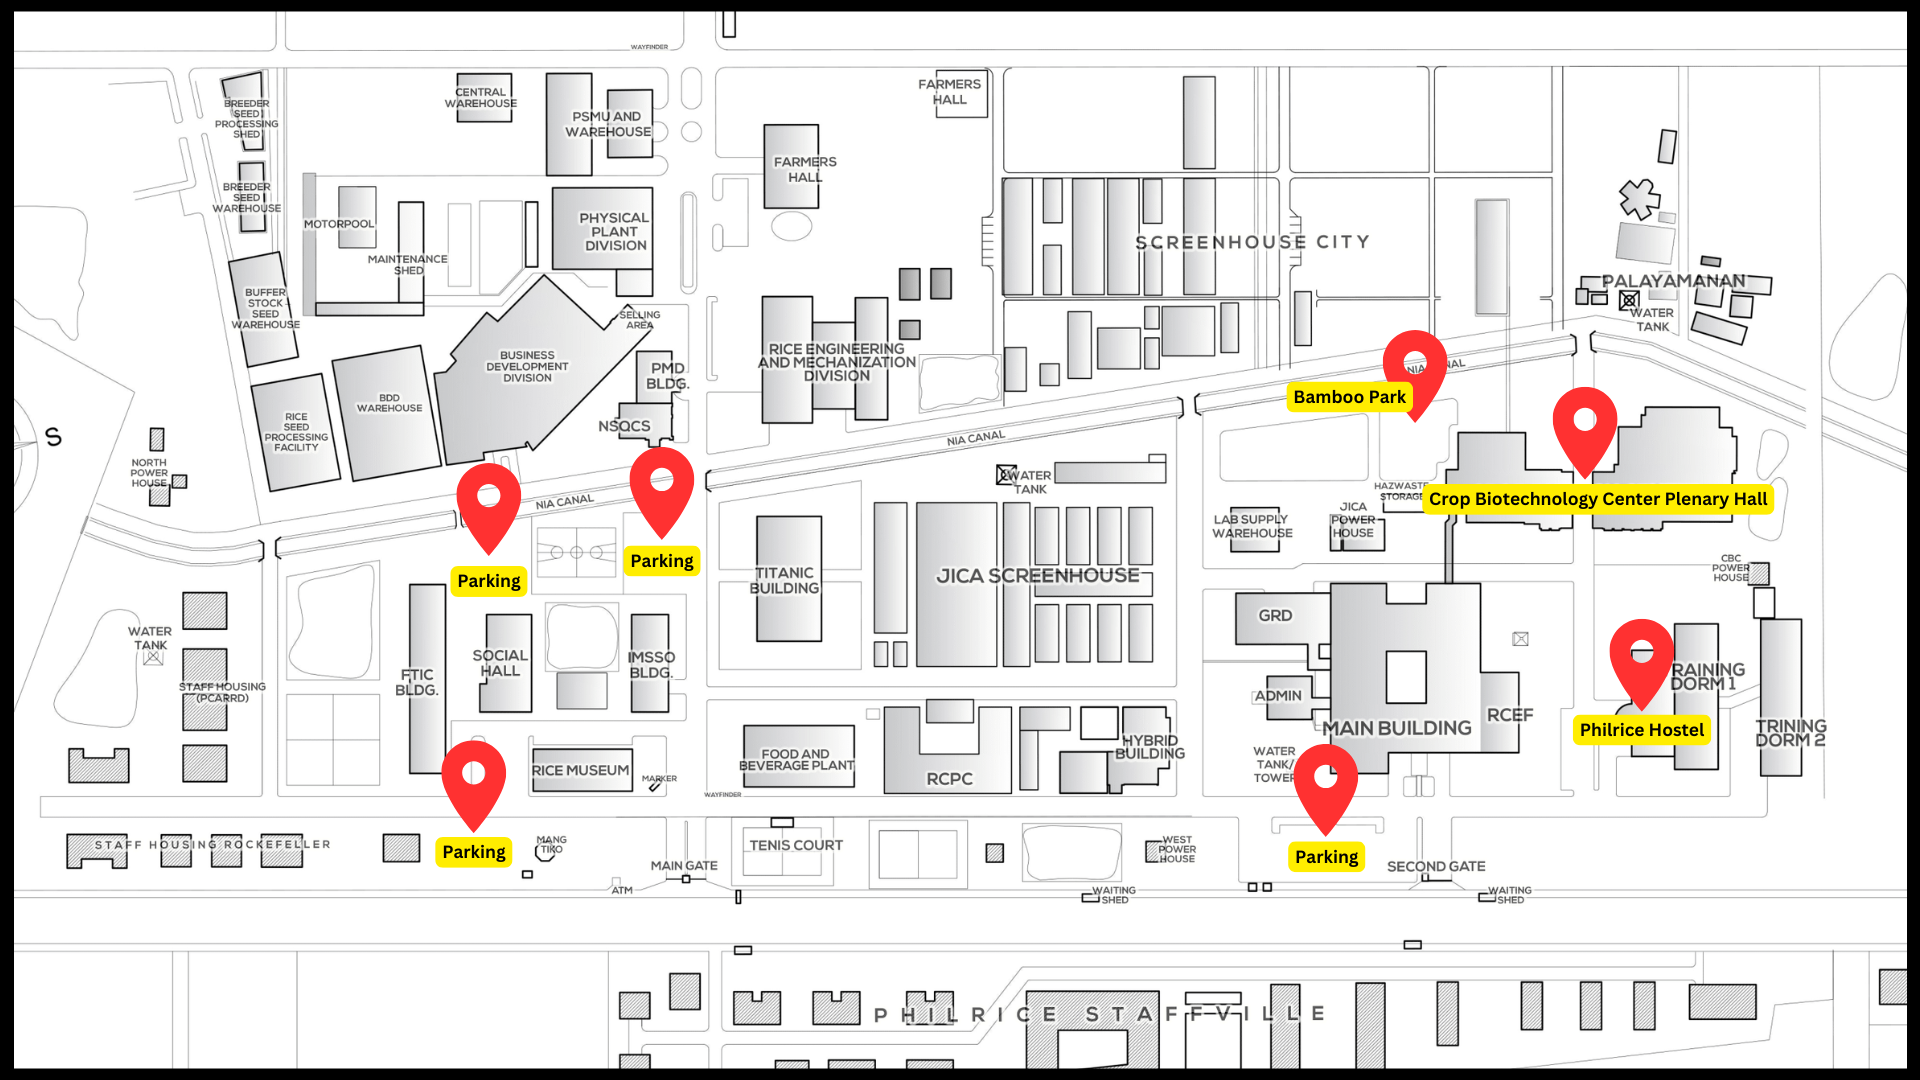 WAYFINDER
BREEDER
SEED
PROCESSING
SHED
CENTRAL
WAREHOUSE
PSMU AND
WAREHOUSE
FARMERS
HALL
FARMERS
HALL
BREEDER
SEED
WAREHOUSE
MOTORPOOL
MAINTENANCE
SHED
PHYSICAL
PLANT
DIVISION
SCREENHOUSE CITY
PALAYAMANAN
WATER
TANK
BUFFER
STOCK
SEED
WAREHOUSE
SELLING
AREA
BUSINESS
DEVELOPMENT
DIVISION
PMD
BLDG.
RICE ENGINEERING
AND MECHANIZATION
DIVISION
NIA CANAL
Bamboo Park
BDD
WAREHOUSE
RICE
SEED
PROCESSING
FACILITY
NSQCS
S
NIA CANAL
NORTH
POWER
HOUSE
NIA CANAL
WATER
TANK
HAZWASTE
STORAGE
Crop Biotechnology Center Plenary Hall
LAB SUPPLY
WAREHOUSE
JICA
POWER
HOUSE
Parking
Parking
TITANIC
BUILDING
JICA SCREENHOUSE
CBC
POWER
HOUSE
GRD
WATER
TANK
STAFF HOUSING
(PCARRD)
FTIC
BLDG.
SOCIAL
HALL
IMSSO
BLDG.
ADMIN
MAIN BUILDING
RCEF
RAINING
DORM 1
Philrice Hostel
TRINING
DORM 2
RICE MUSEUM
MARKER
FOOD AND
BEVERAGE PLANT
RCPC
HYBRID
BUILDING
WATER
TANK/
TOWER
WAYFINDER
STAFF HOUSING ROCKEFELLER
Parking
MANG
TIKO
MAIN GATE
TENIS COURT
WEST
POWER
HOUSE
Parking
SECOND GATE
ATM
WAITING
SHED
WAITING
SHED
PHILRICE STAFFVILLE